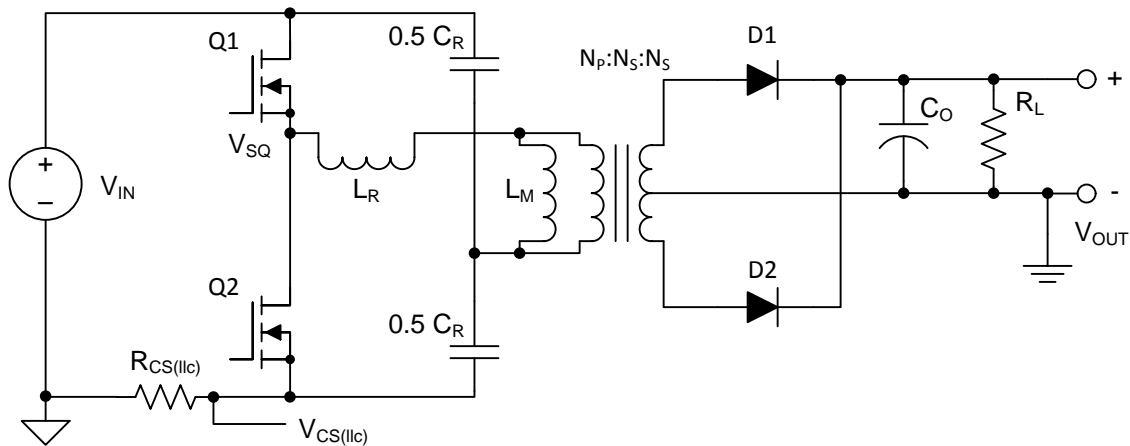 Q1
0.5 C_R
N_P:N_S:N_S
D1
+
C_O
R_L
V_SQ
L_R
L_M
+
−
V_IN
-
V_OUT
Q2
D2
0.5 C_R
R_CS(llc)
V_CS(llc)